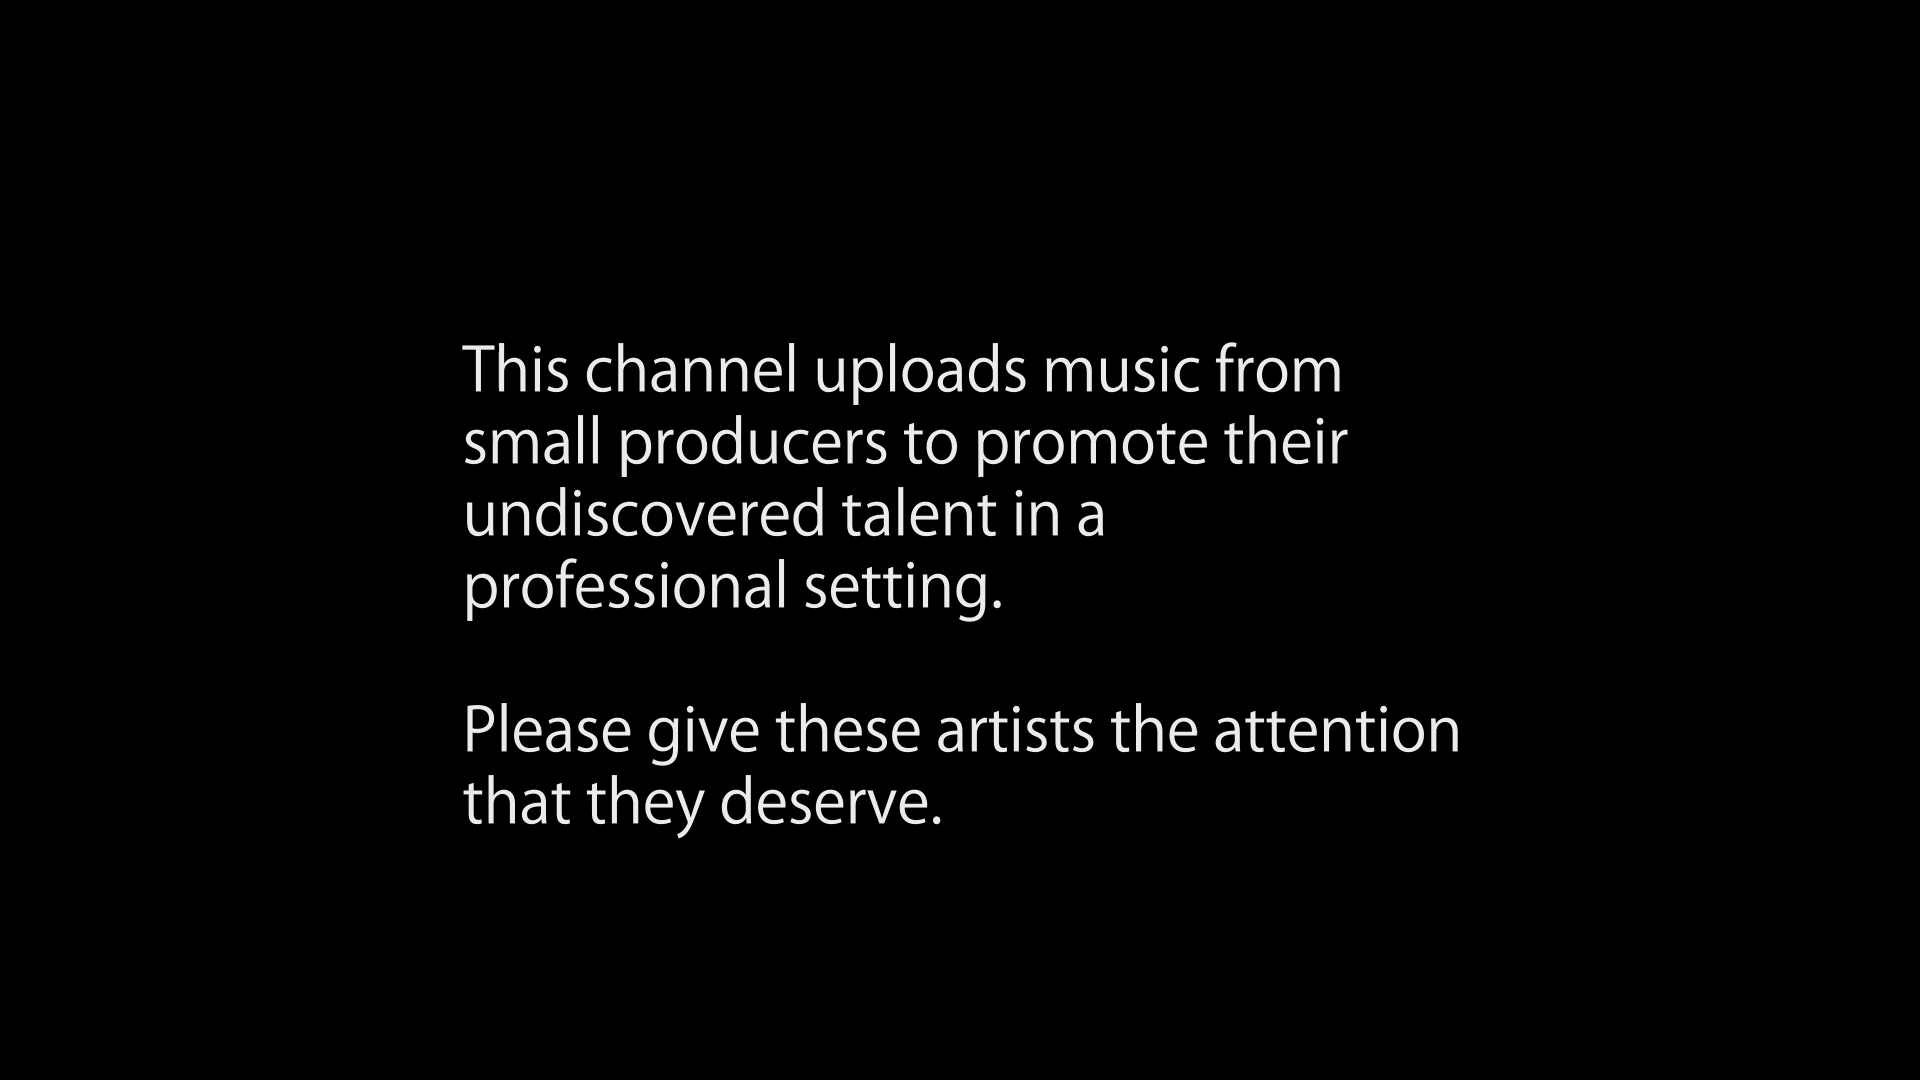 This channel uploads music from
small producers to promote their
undiscovered talent in a
professional setting.
Please give these artists the attention
that they deserve.